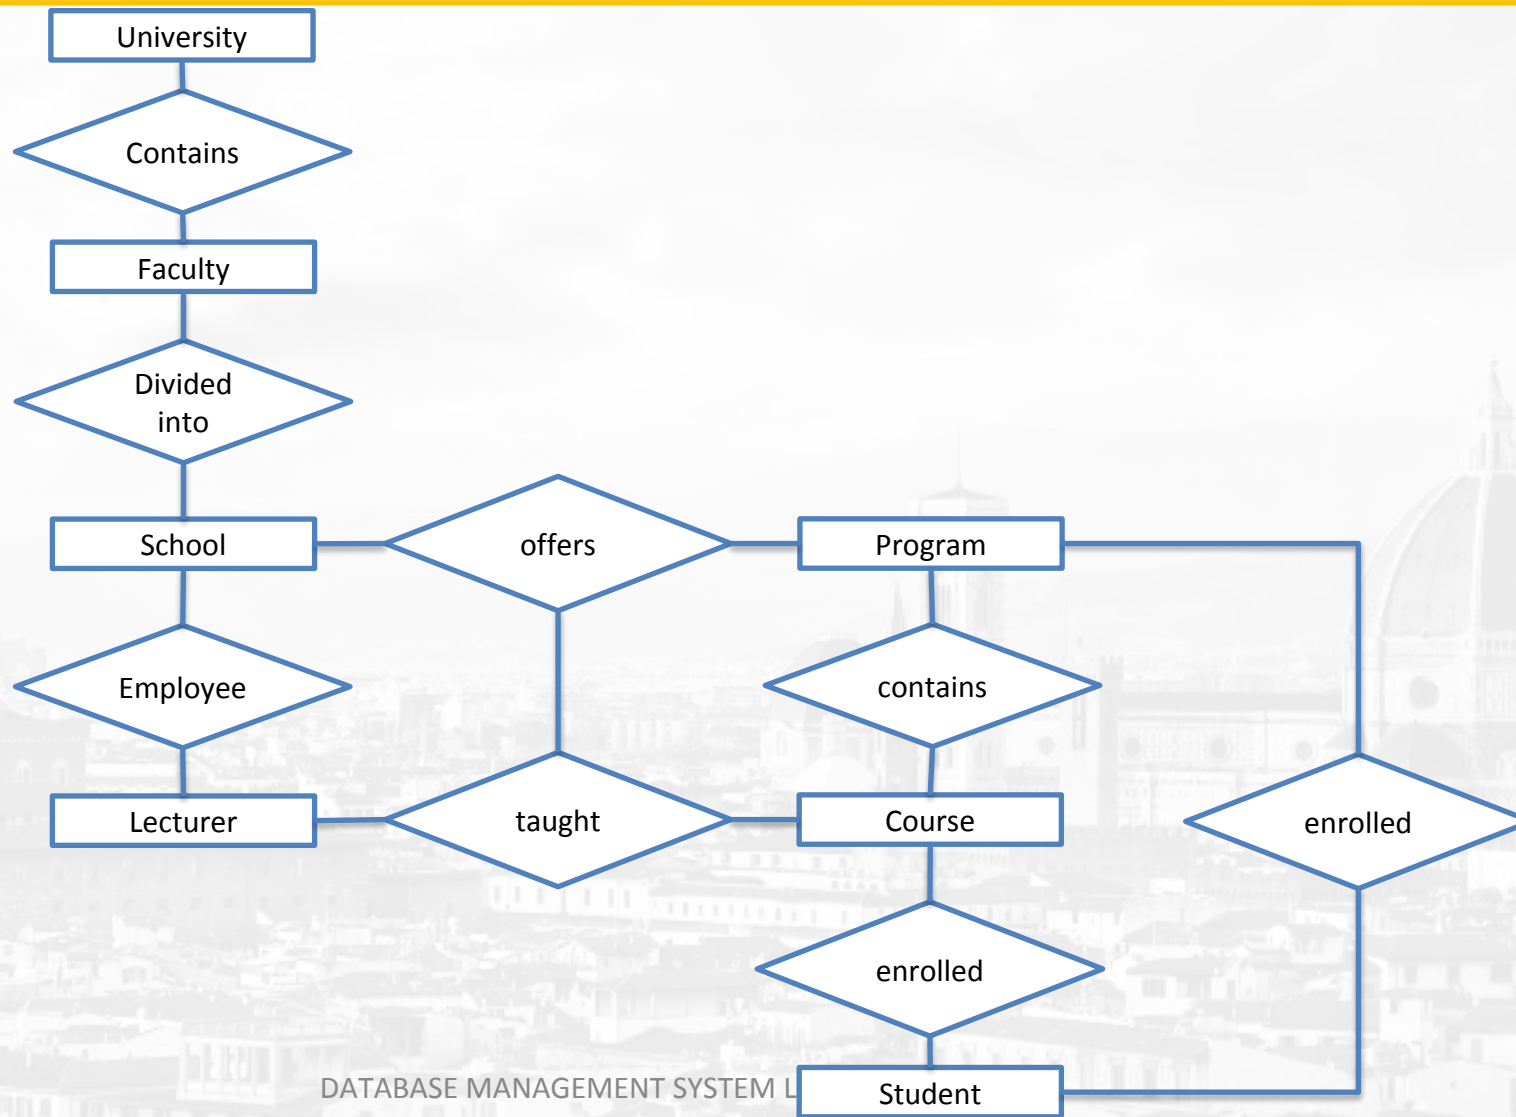 University
Contains
Faculty
Divided
into
School
offers
Program
Employee
contains
Lecturer
taught
Course
enrolled
enrolled
DATABASE MANAGEMENT SYSTEM L
Student